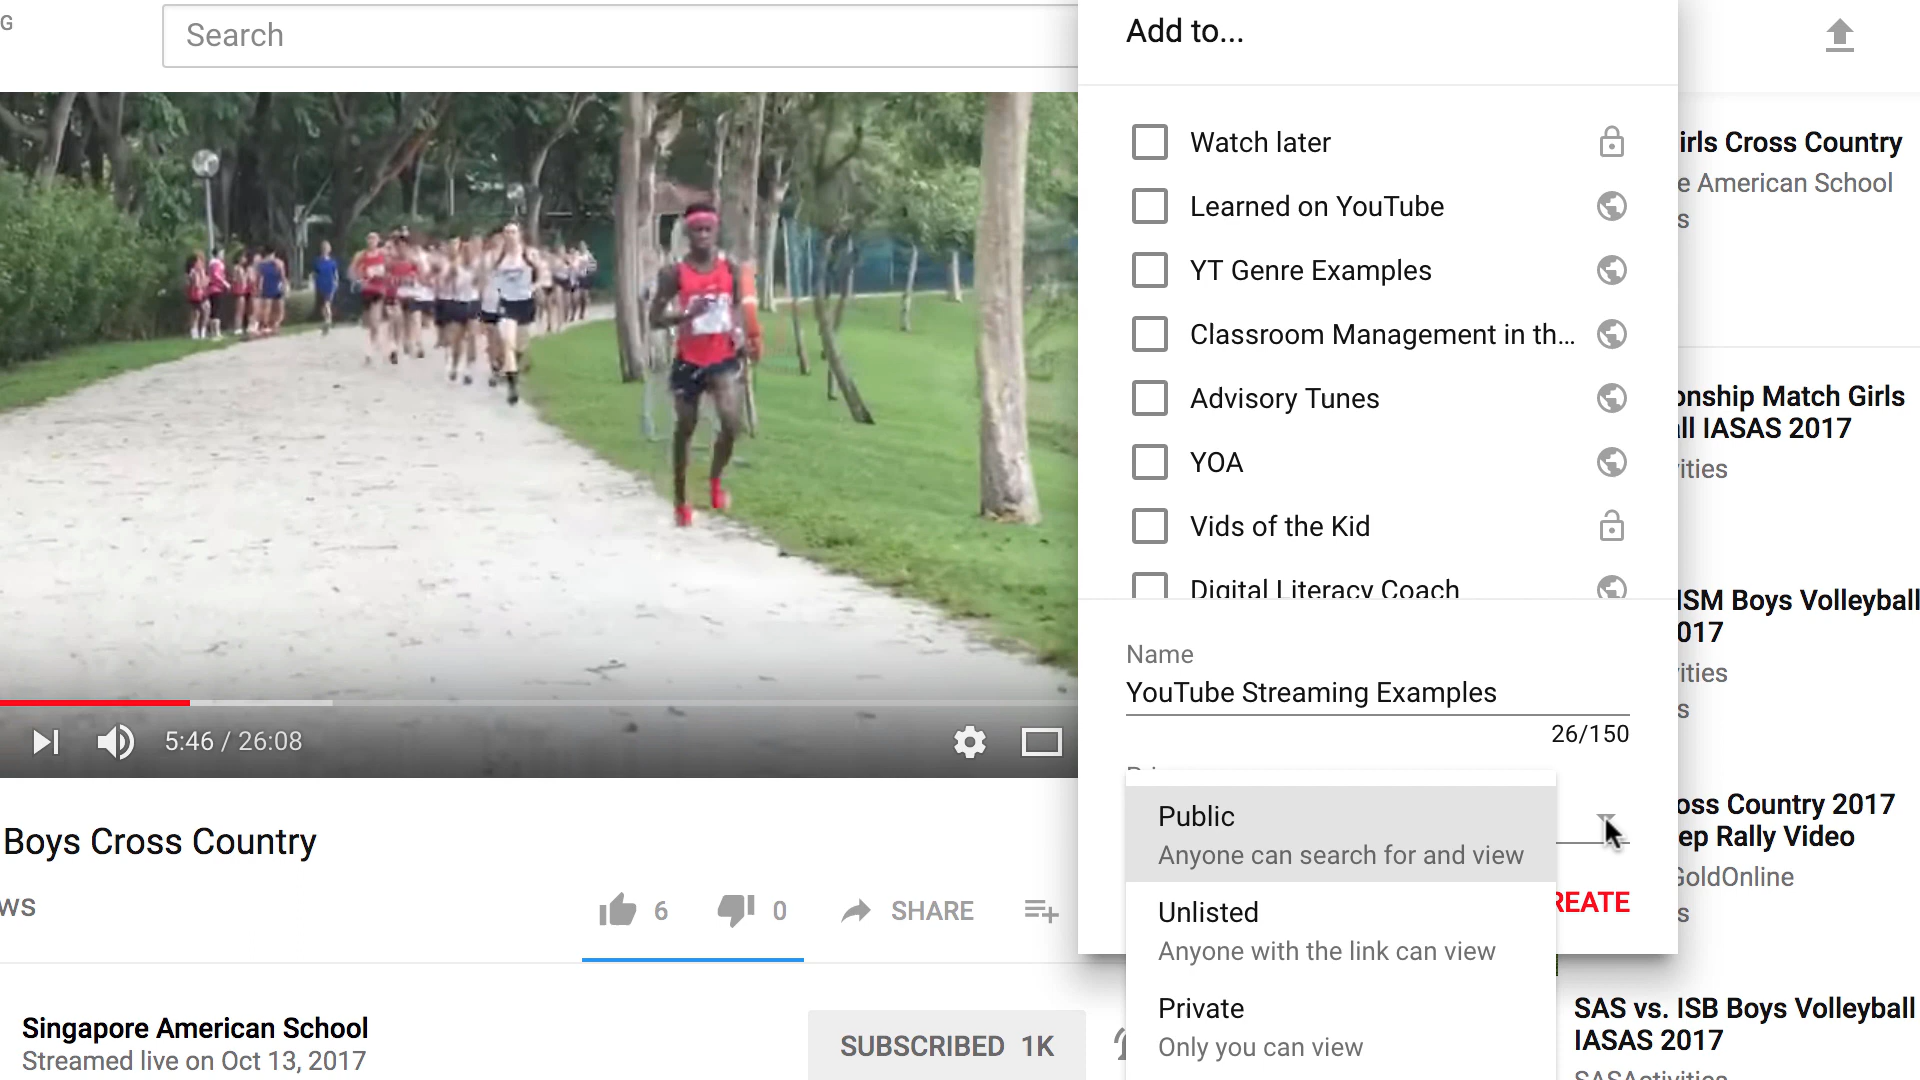 G
Search
Add to...
Watch later
Learned on YouTube
YT Genre Examples
Classroom Management in th...
Advisory Tunes
YOA
Vids of the Kid
Digital Literacy Coach
Name
YouTube Streaming Examples
26/150
Public
Anyone can search for and view
Unlisted
Anyone with the link can view
Private
Only you can view
REATE
5:46 / 26:08
Boys Cross Country
ws
6
0
SHARE
Singapore American School
Streamed live on Oct 13, 2017
SUBSCRIBED 1K
irls Cross Country
e American School
s
onship Match Girls
all IASAS 2017
ities
ISM Boys Volleyball
017
ities
s
oss Country 2017
ep Rally Video
GoldOnline
s
SAS vs. ISB Boys Volleyball
IASAS 2017
SASActivities